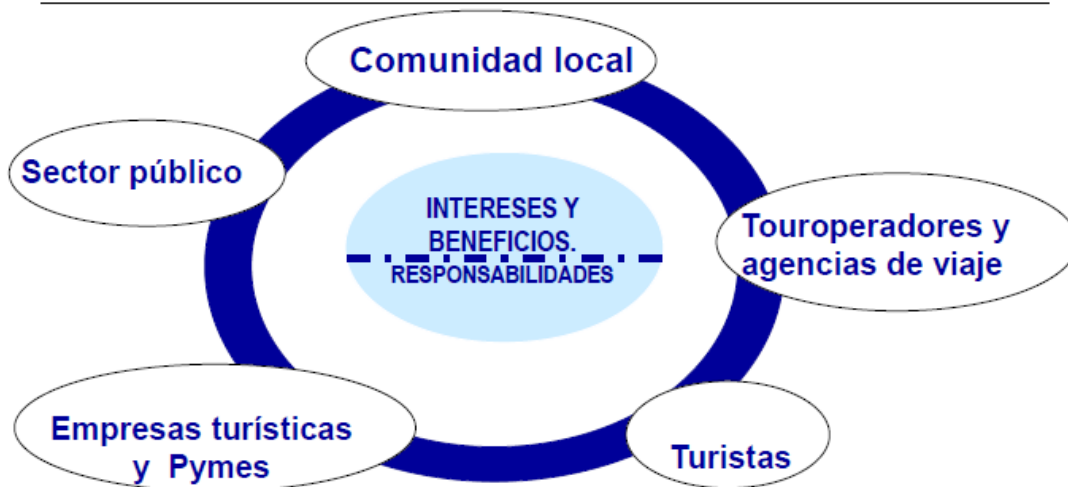 Comunidad local
Sector público
INTERESES Y
BENEFICIOS.
RESPONSABILIDADES
Touroperadores y
agencias de viaje
Empresas turísticas
y Pymes
Turistas